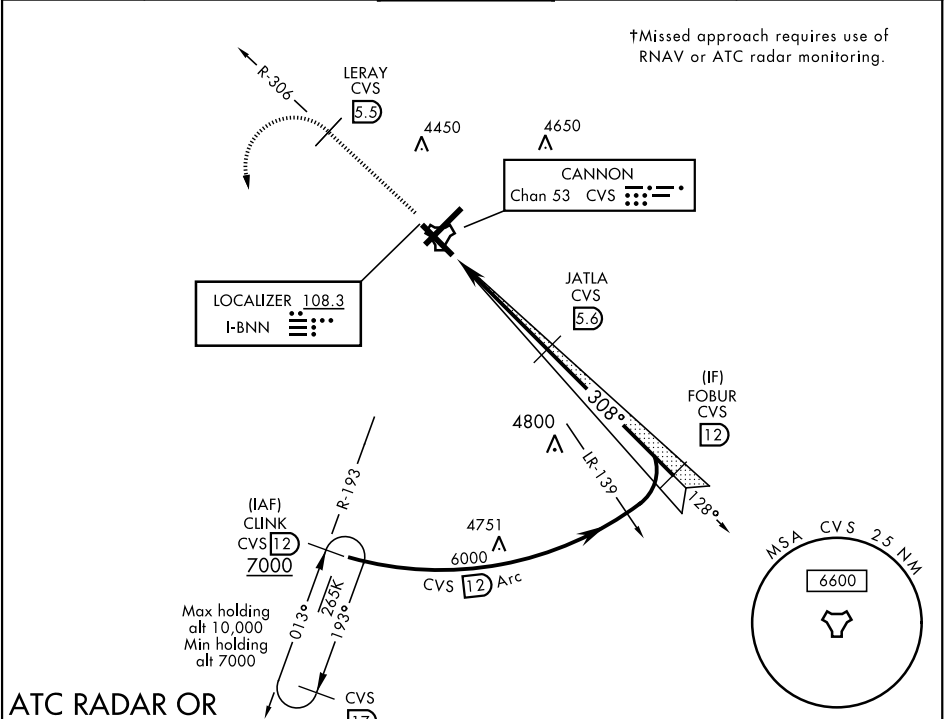 †Missed approach requires use of
RNAV or ATC radar monitoring.
R-306
LERAY
CVS
5.5
4450
4650
CANNON
Chan 53 CVS
LOCALIZER 108.3
I-BNN
JATLA
CVS
5.6
(IF)
FOBUR
CVS
12
308°
128°
4800
LR-139
R-193
(IAF)
CLINK
CVS 12
7000
4751
6000
CVS 12 Arc
013°
265K
193°
Max holding
alt 10,000
Min holding
alt 7000
CVS
17
MSA CVS 25 NM
6600
ATC RADAR OR